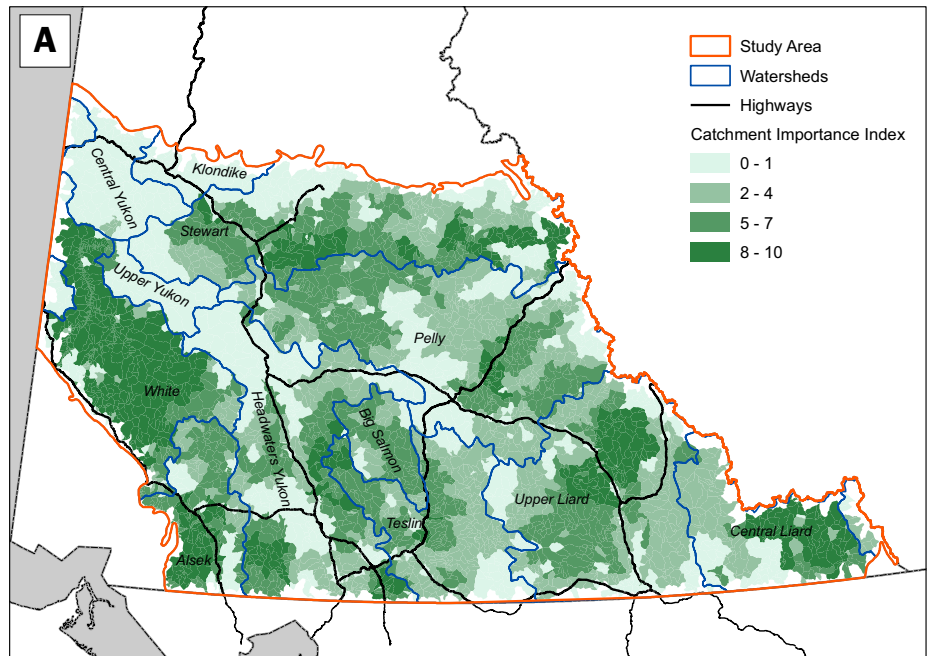 A
Study Area
Watersheds
Highways
Catchment Importance Index
0 - 1
2 - 4
5 - 7
8 - 10
Klondike
Central Yukon
Stewart
Upper Yukon
Pelly
White
Headwaters Yukon
Big Salmon
Upper Liard
Teslin
Central Liard
Alsek